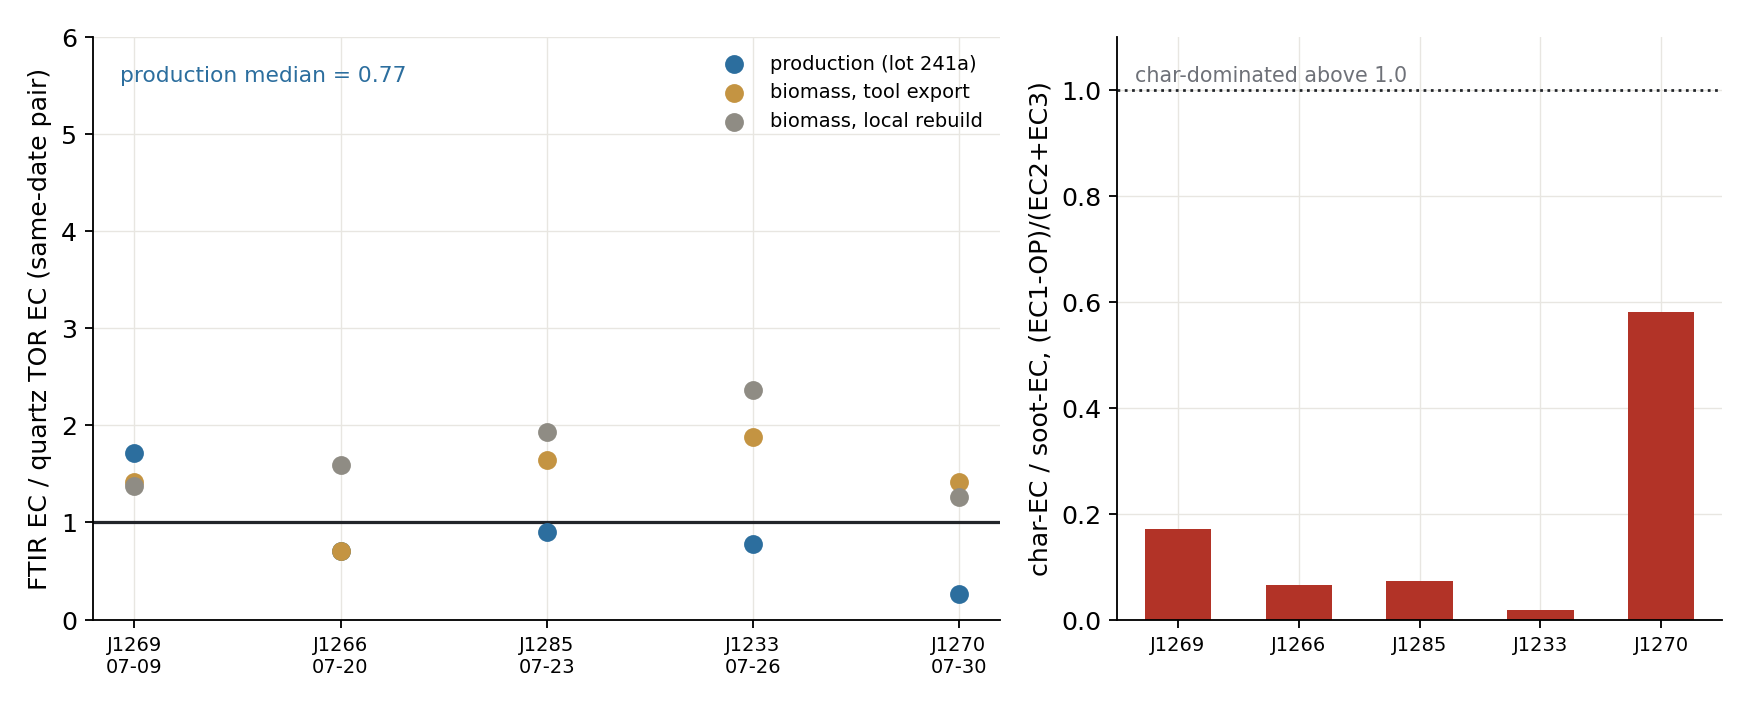 FTIR EC / quartz TOR EC (same-date pair)
6
5
4
3
2
1
0
production median = 0.77
production (lot 241a)
biomass, tool export
biomass, local rebuild
J1269
07-09
J1266
07-20
J1285
07-23
J1233
07-26
J1270
07-30
char-EC / soot-EC, (EC1-OP)/(EC2+EC3)
1.0
0.8
0.6
0.4
0.2
0.0
char-dominated above 1.0
J1269
J1266
J1285
J1233
J1270